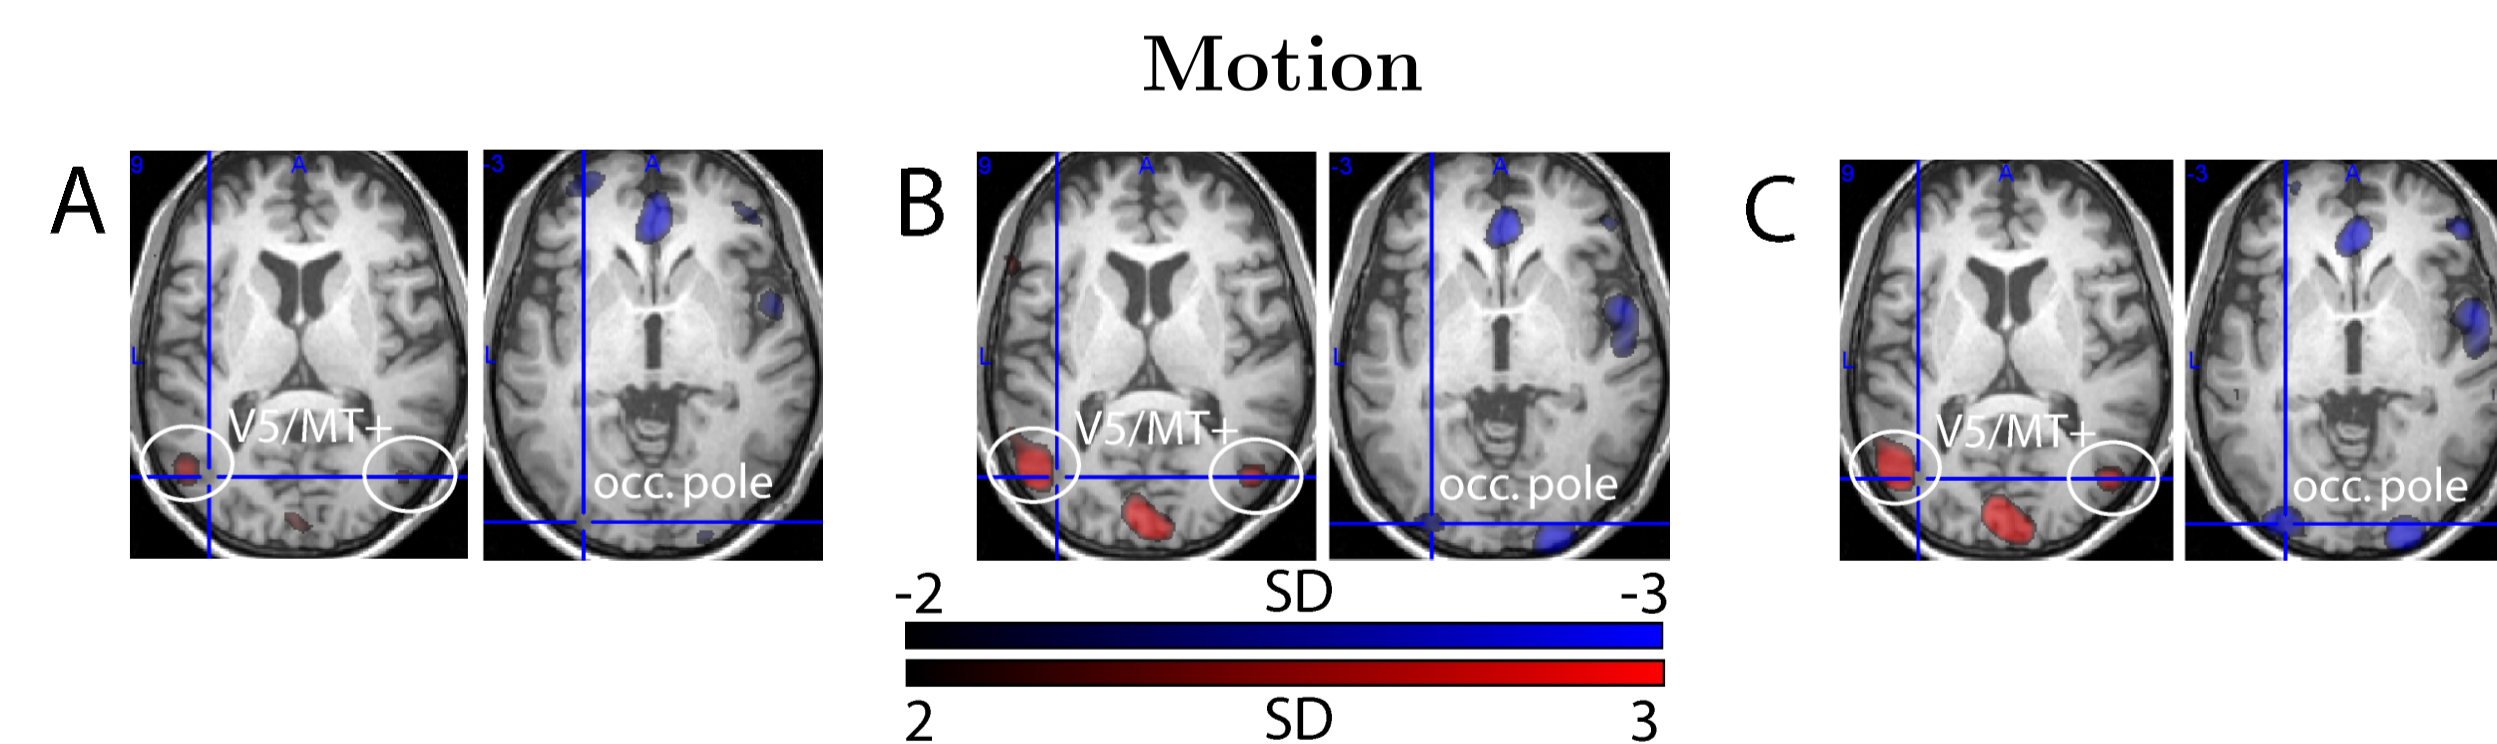 Motion
A
9
A
L
V5/MT+
-3
A
L
occ. pole
B
9
A
L
V5/MT+
-3
A
L
occ. pole
C
9
A
L
V5/MT+
-3
A
L
1
occ. pole
-2 SD -3
2 SD 3